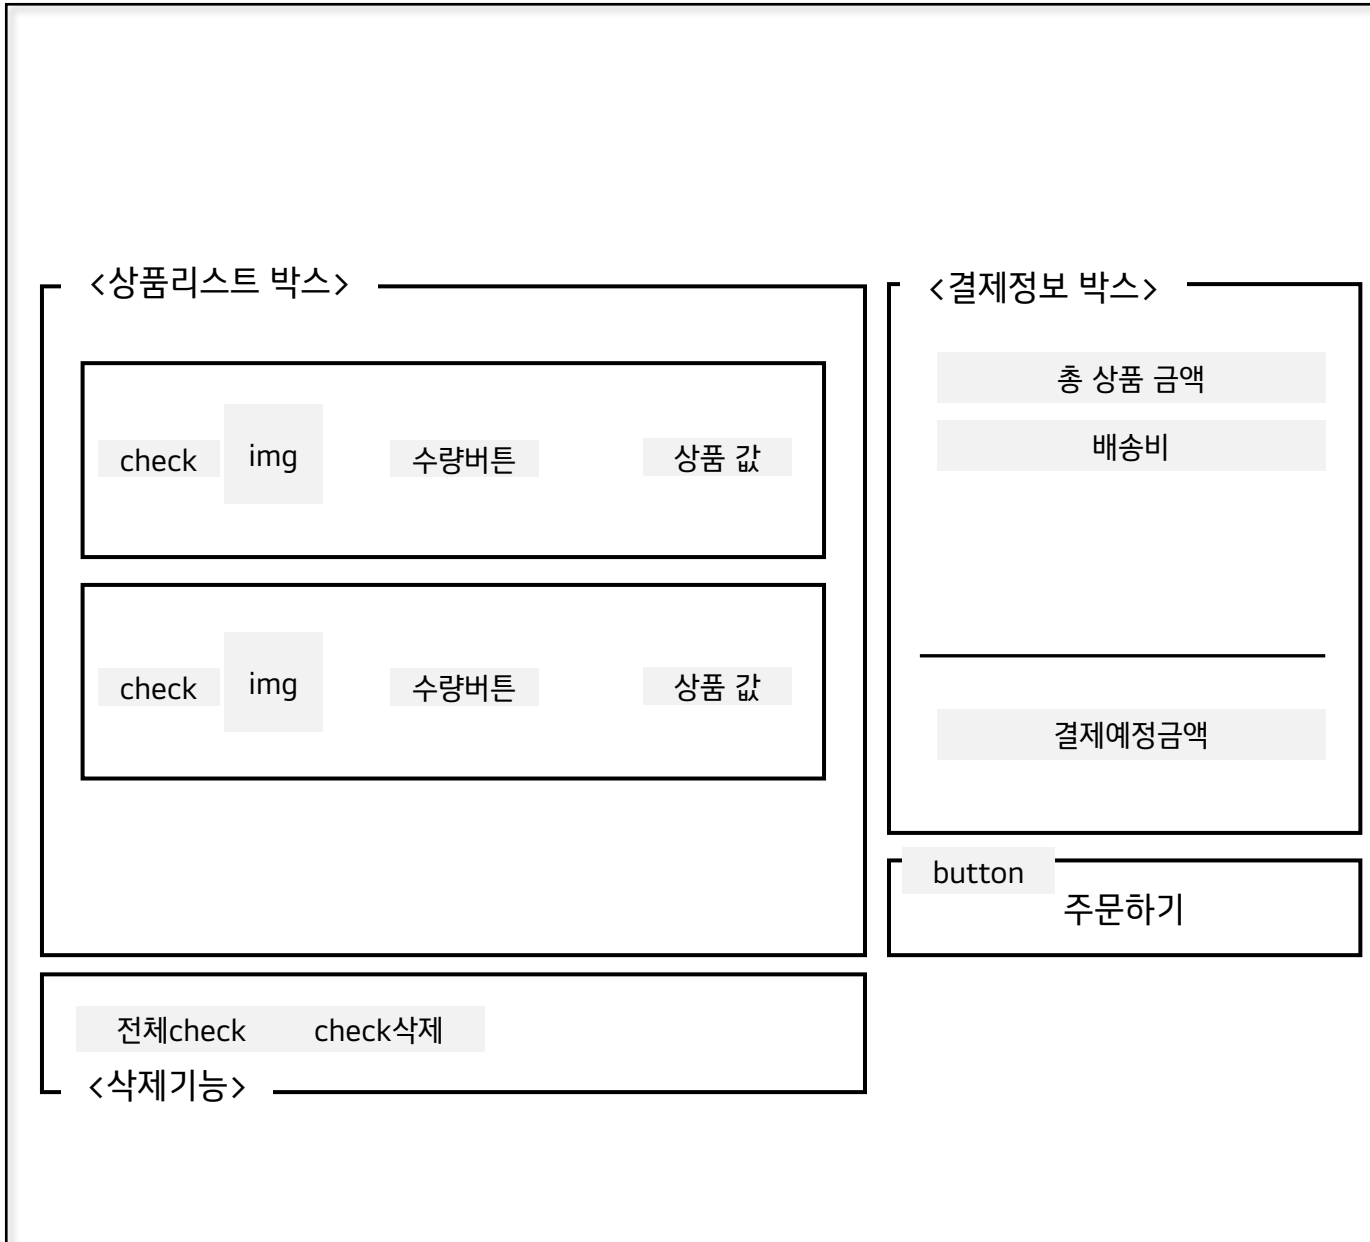 <상품리스트 박스>
check
img
수량버튼
상품 값
check
img
수량버튼
상품 값
전체check
check삭제
<삭제기능>
<결제정보 박스>
총 상품 금액
배송비
결제예정금액
button
주문하기